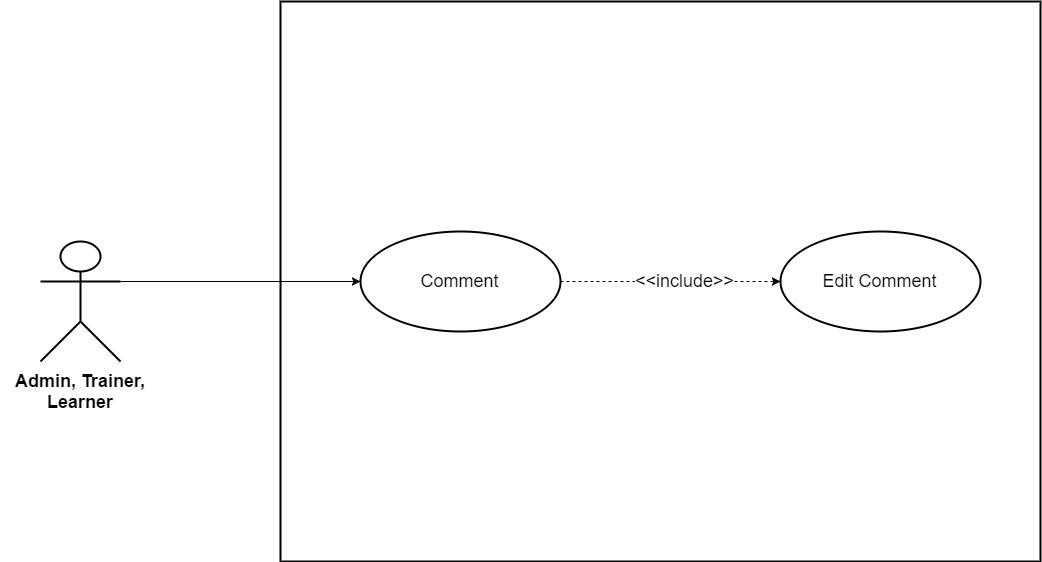 Comment
<<include>>
Edit Comment
Admin, Trainer,
Learner